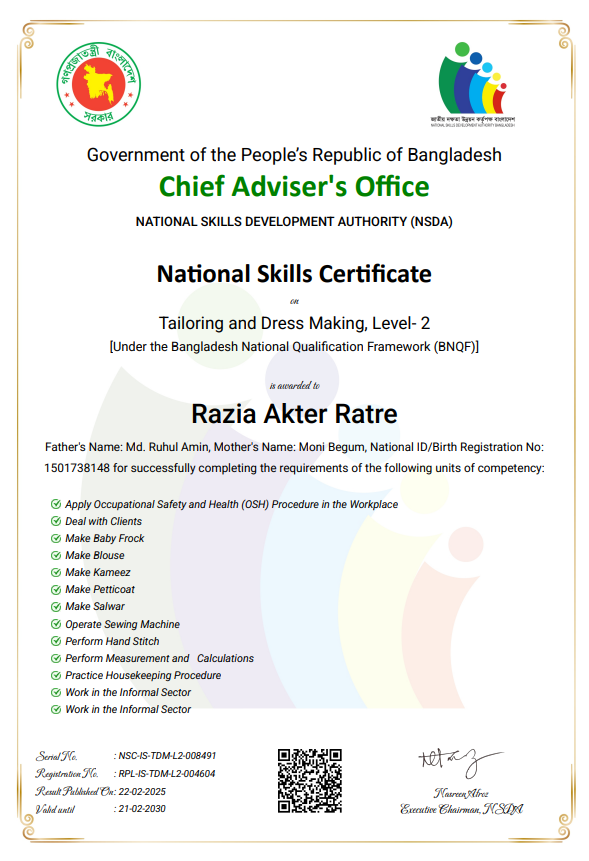 গণপ্রজাতন্ত্রী বাংলাদেশ
সরকার
জাতীয় দক্ষতা উন্নয়ন কর্তৃপক্ষ বাংলাদেশ
NATIONAL SKILLS DEVELOPMENT AUTHORITY BANGLADESH
Government of the People’s Republic of Bangladesh
Chief Adviser's Office
NATIONAL SKILLS DEVELOPMENT AUTHORITY (NSDA)
National Skills Certificate
on
Tailoring and Dress Making, Level- 2
[Under the Bangladesh National Qualification Framework (BNQF)]
is awarded to
Razia Akter Ratre
Father's Name: Md. Ruhul Amin, Mother's Name: Moni Begum, National ID/Birth Registration No:
1501738148 for successfully completing the requirements of the following units of competency:
Apply Occupational Safety and Health (OSH) Procedure in the Workplace
Deal with Clients
Make Baby Frock
Make Blouse
Make Kameez
Make Petticoat
Make Salwar
Operate Sewing Machine
Perform Hand Stitch
Perform Measurement and Calculations
Practice Housekeeping Procedure
Work in the Informal Sector
Work in the Informal Sector
Serial No. : NSC-IS-TDM-L2-008491
Registration No. : RPL-IS-TDM-L2-004604
Result Published On : 22-02-2025
Valid until : 21-02-2030
Nasreen Afroz
Executive Chairman, NSDA